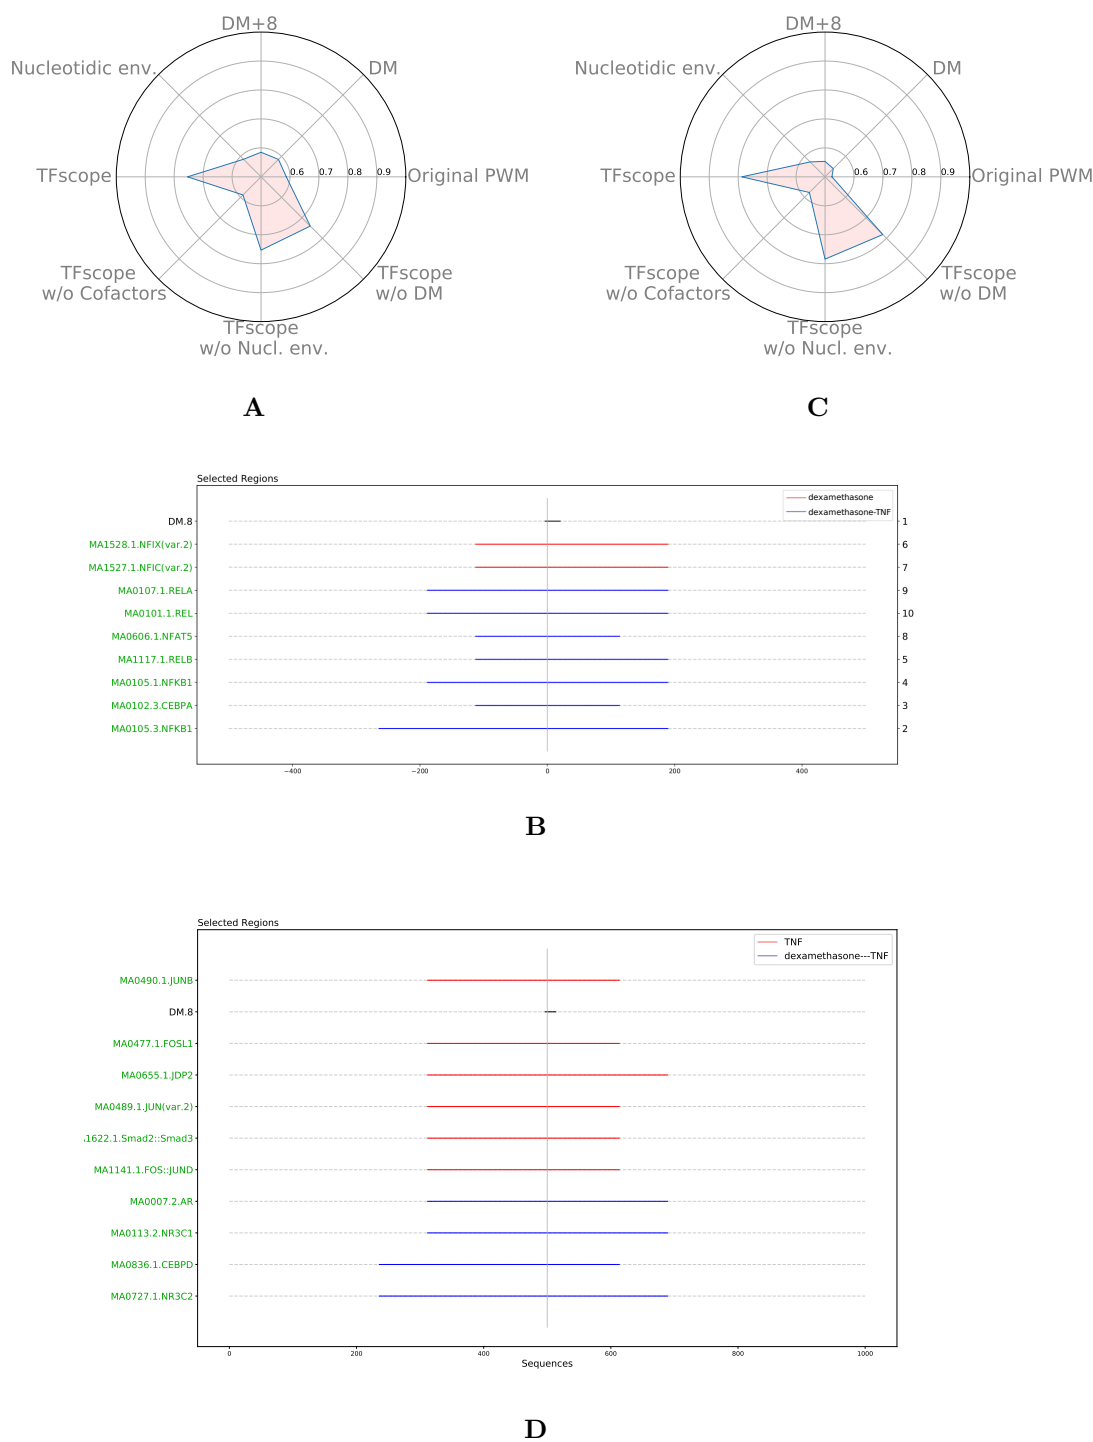 DM+8
Nucleotidic env.
DM
TFscope
0.6 0.7 0.8 0.9
Original PWM
TFscope
w/o Cofactors
TFscope
w/o DM
TFscope
w/o Nucl. env.
A
DM+8
Nucleotidic env.
DM
TFscope
0.6 0.7 0.8 0.9
Original PWM
TFscope
w/o Cofactors
TFscope
w/o DM
TFscope
w/o Nucl. env.
C
Selected Regions
dexamethasone
dexamethasone-TNF
DM.8 1
MA1528.1.NFIX(var.2) 6
MA1527.1.NFIC(var.2) 7
MA0107.1.RELA 9
MA0101.1.REL 10
MA0606.1.NFAT5 8
MA1117.1.RELB 5
MA0105.1.NFKB1 4
MA0102.3.CEBPA 3
MA0105.3.NFKB1 2
−400 −200 0 200 400
B
Selected Regions
TNF
dexamethasone---TNF
MA0490.1.JUNB
DM.8
MA0477.1.FOSL1
MA0655.1.JDP2
MA0489.1.JUN(var.2)
1622.1.Smad2::Smad3
MA1141.1.FOS::JUND
MA0007.2.AR
MA0113.2.NR3C1
MA0836.1.CEBPD
MA0727.1.NR3C2
0 200 400 600 800 1000
Sequences
D